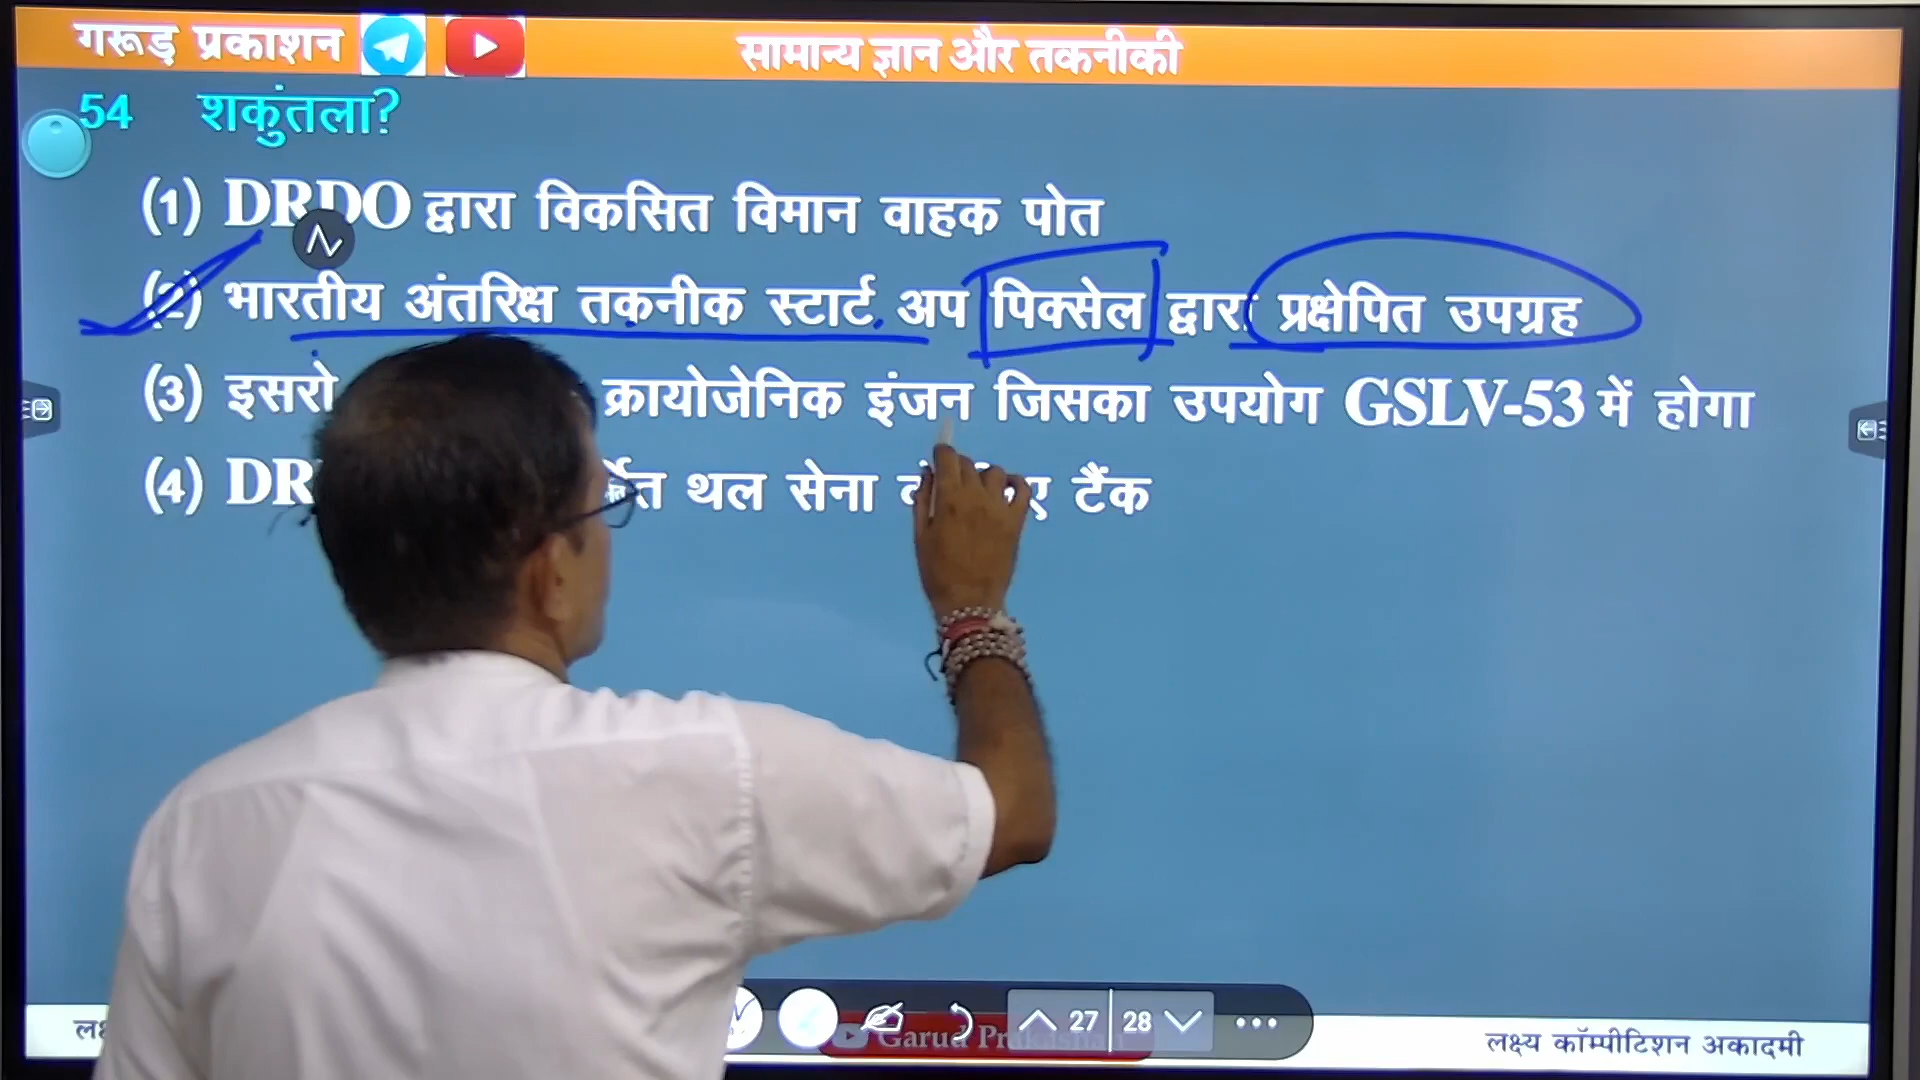 गरूड़ प्रकाशन
सामान्य ज्ञान और तकनीकी
54 शकुंतला?
(1) DRDO द्वारा विकसित विमान वाहक पोत
(2) भारतीय अंतरिक्ष तकनीक स्टार्ट अप पिक्सेल द्वारा प्रक्षेपित उपग्रह
(3) इसरो क्रायोजेनिक इंजन जिसका उपयोग GSLV-53 में होगा
(4) थल सेना टैंक
27 28
Garud
लक्ष्य कॉम्पीटिशन अकादमी